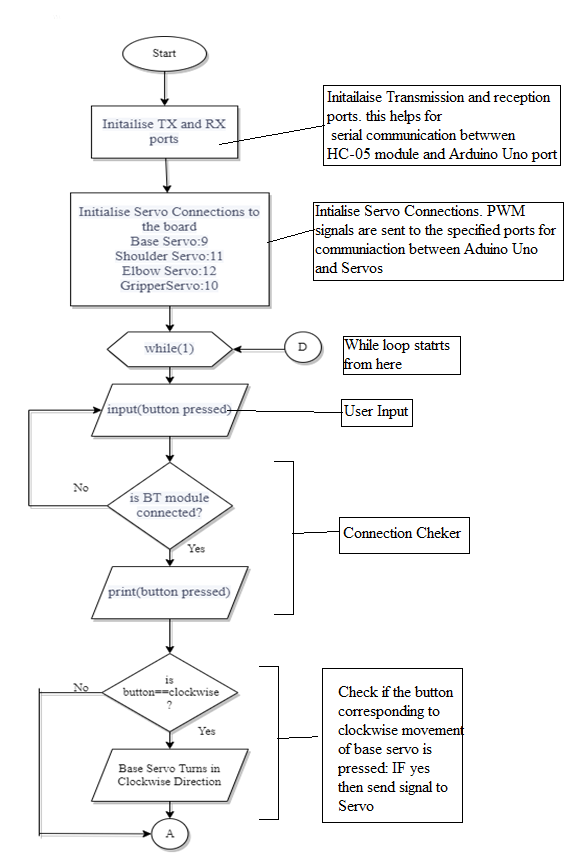 Start
Initailise TX and RX
ports
Initailaise Transmission and reception
ports. this helps for
serial communication betwwen
HC-05 module and Arduino Uno port
Initialise Servo Connections to
the board
Base Servo:9
Shoulder Servo:11
Elbow Servo:12
GripperServo:10
Intialise Servo Connections. PWM
signals are sent to the specified ports for
communiaction between Aduino Uno
and Servos
while(1)
D
While loop statrts
from here
input(button pressed)
User Input
is BT module
connected?
No
Yes
Connection Cheker
print(button pressed)
is
button==clockwise
?
No
Yes
Check if the button
corresponding to
clockwise movement
of base servo is
pressed: IF yes
then send signal to
Servo
Base Servo Turns in
Clockwise Direction
A